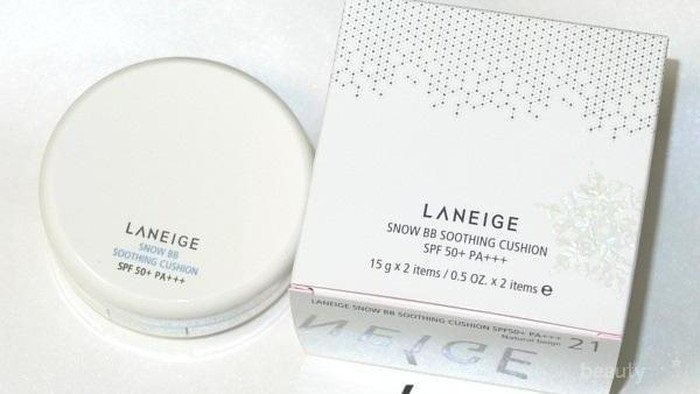 LANEIGE
SNOW BB
SOOTHING CUSHION
SPF 50+ PA+++
LANEIGE
SNOW BB SOOTHING CUSHION
SPF 50+ PA+++
15 g x 2 items / 0.5 OZ. x 2 items e
LANEIGE SNOW BB SOOTHING CUSHION SPF50+ PA+++
Natural beige 21
NEIGE
beauty